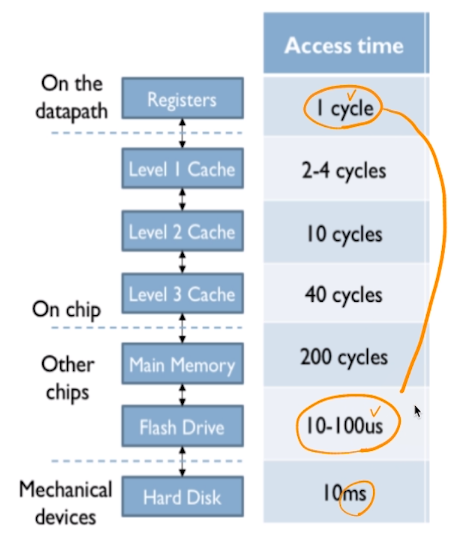 Access time
On the
datapath
Registers
1 cycle
Level 1 Cache
2-4 cycles
Level 2 Cache
10 cycles
Level 3 Cache
40 cycles
On chip
Other
chips
Main Memory
200 cycles
Flash Drive
10-100us
Mechanical
devices
Hard Disk
10ms